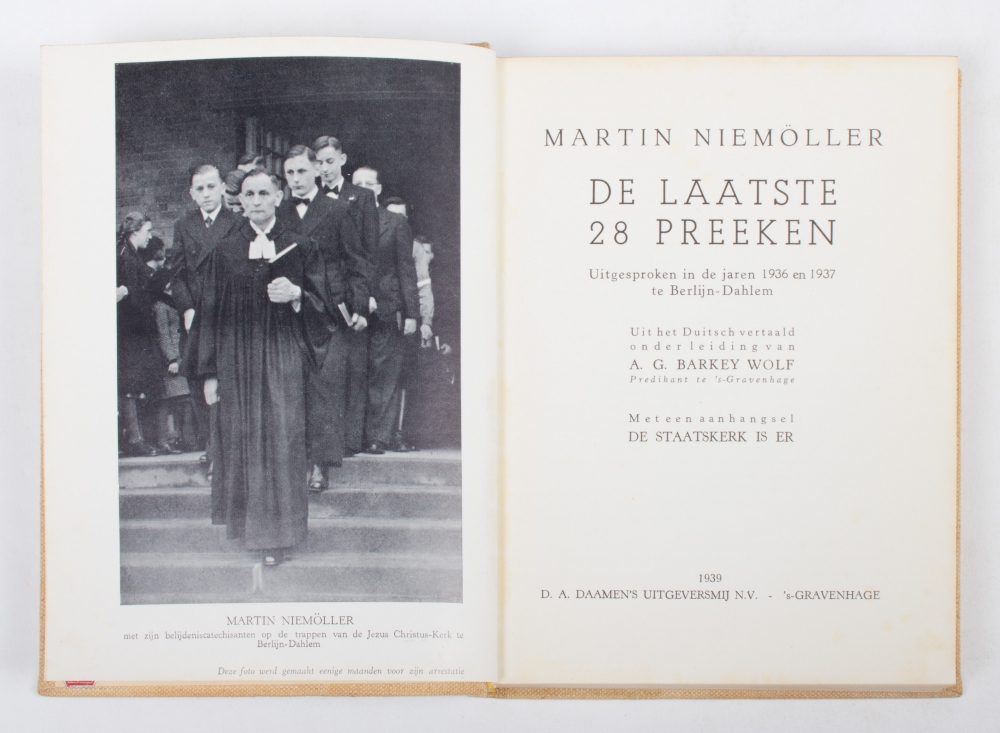 MARTIN NIEMÖLLER
met zijn belijdeniscatechisanten op de trappen van de Jezus Christus-Kerk te
Berlijn-Dahlem
Deze foto werd gemaakt eenige maanden voor zijn arrestatie
MARTIN NIEMÖLLER
DE LAATSTE
28 PREEKEN
Uitgesproken in de jaren 1936 en 1937
te Berlijn-Dahlem
Uit het Duitsch vertaald
onder leiding van
A. G. BARKEY WOLF
Predikant te 's-Gravenhage
Met een aanhangsel
DE STAATSKERK IS ER
1939
D. A. DAAMEN'S UITGEVERSMIJ N.V. - 's-GRAVENHAGE